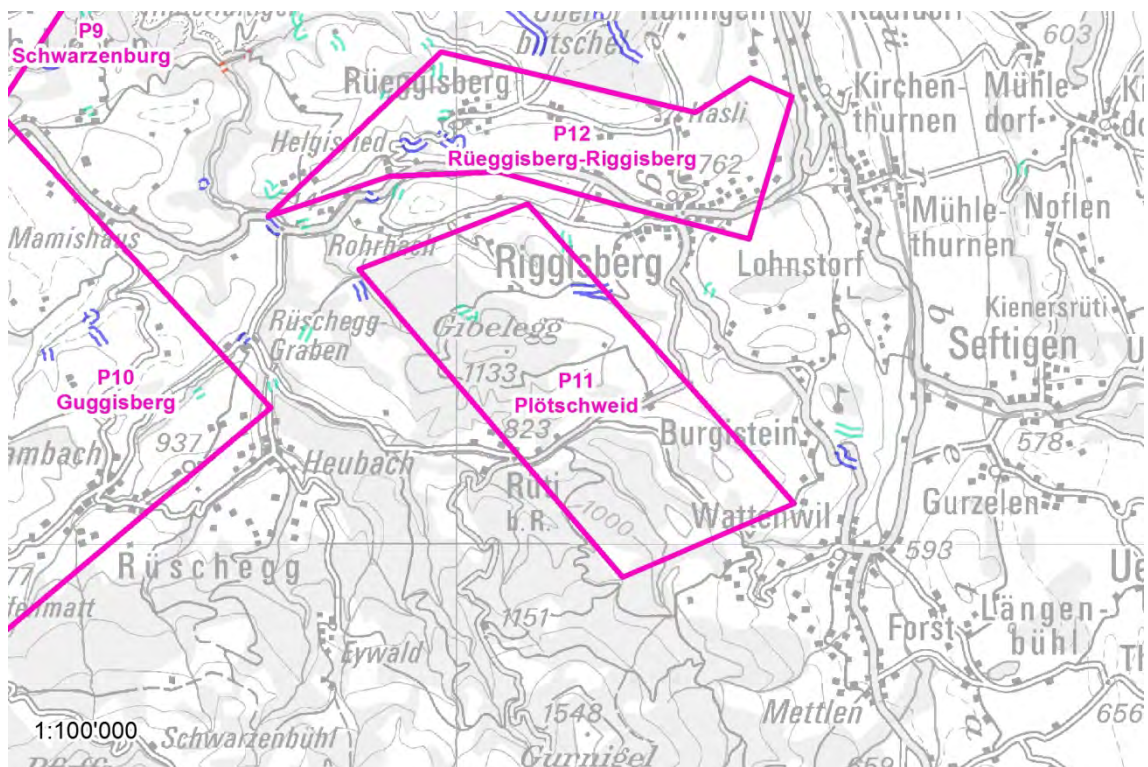 P9
Schwarzenburg
Rüeggisberg
Kirchen-
thurnen
Mühle-
dorf
603
P12
Rüeggisberg-Riggisberg
Helgisried
762
Mamishaus
Rohrbach
Riggisberg
Mühle-
thurnen
Noflen
Lohnstorf
Kienersrüti
Seftigen
Rüschegg-
Graben
Gibelegg
1133
P10
Guggisberg
P11
Plötschweid
937
823
Burgistein
578
Heubach
Rüti
b. R.
1000
Wattenwil
Gurzelen
593
Rüschegg
1151
Forst
Längen-
bühl
Eywald
Mettlen
656
1:100'000
Schwarzenbühl
1548
Gurnigel